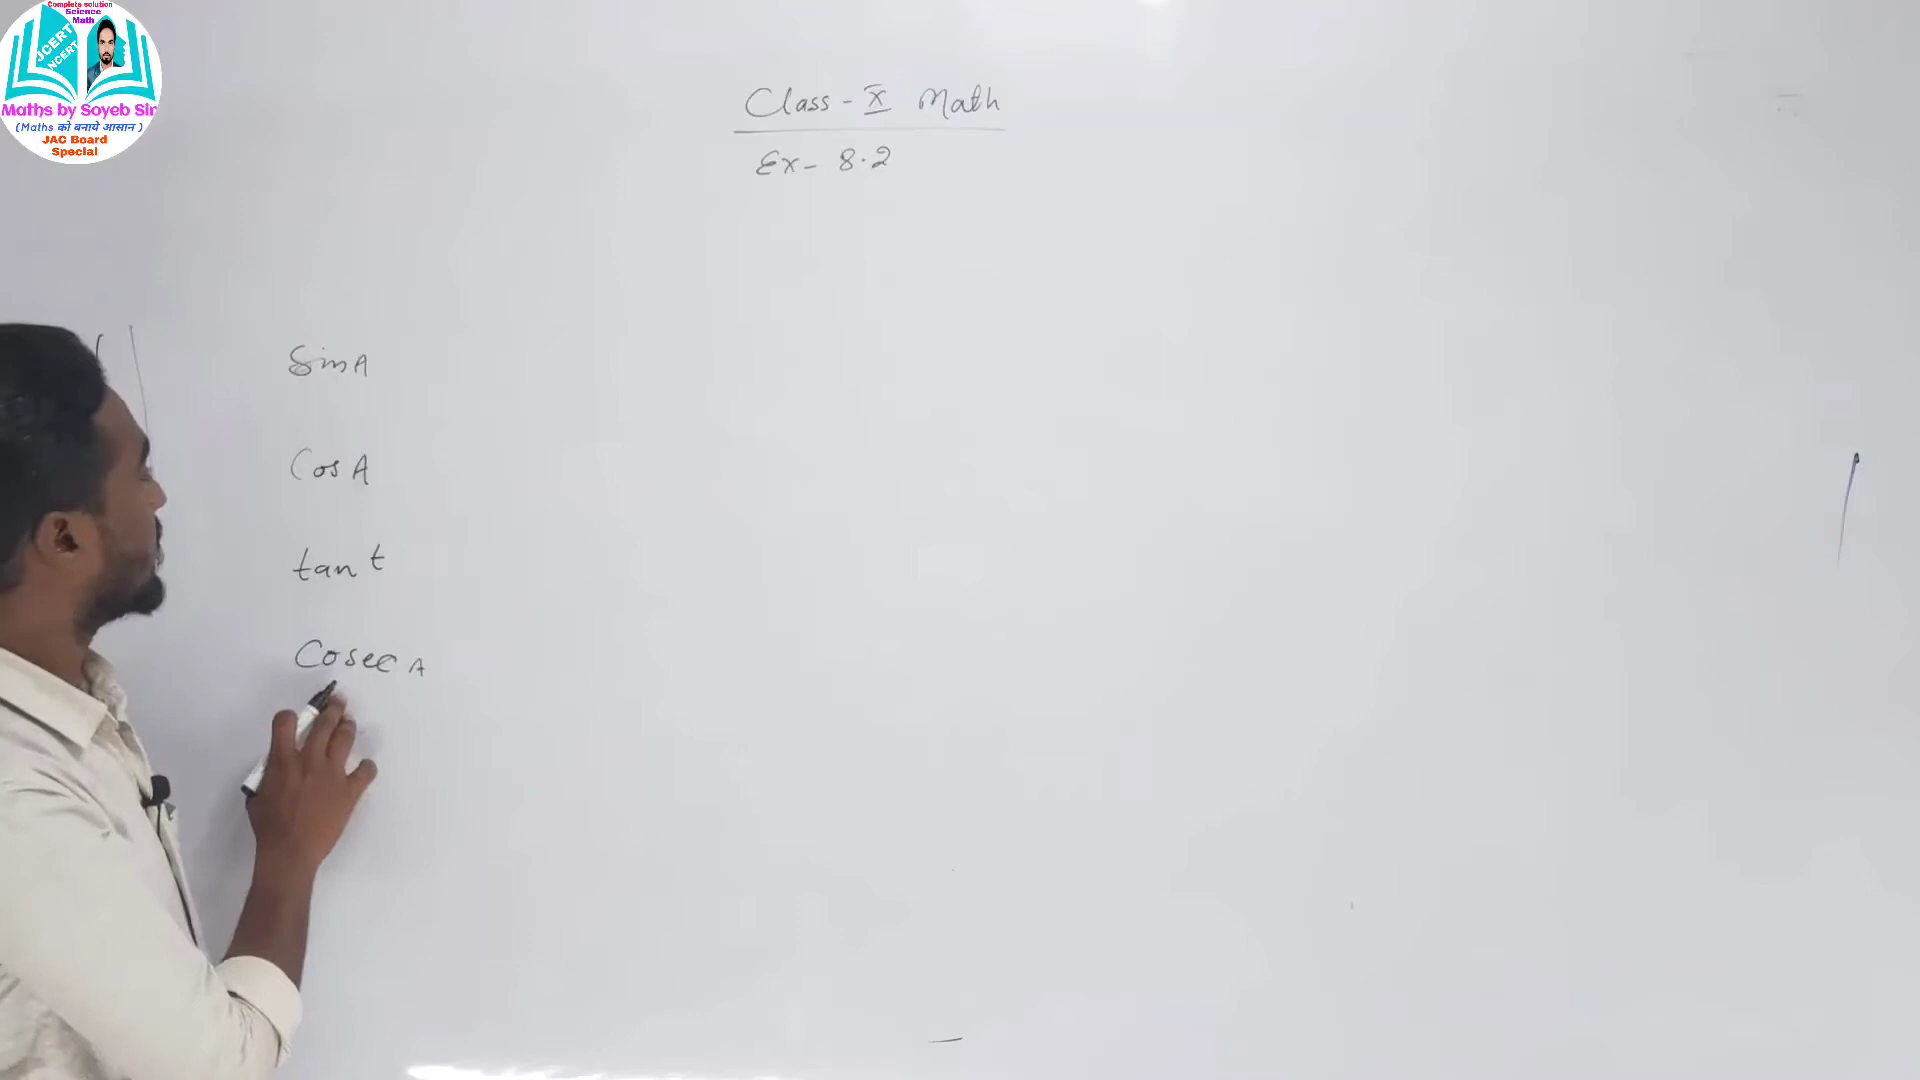 Complete solution
Science
Math
JCERT
NCERT
Maths by Soyeb Sir
(Maths को बनाये आसान )
JAC Board
Special
Class - X Math
Ex - 8.2
Sin A
Cos A
tan t
Cosec A